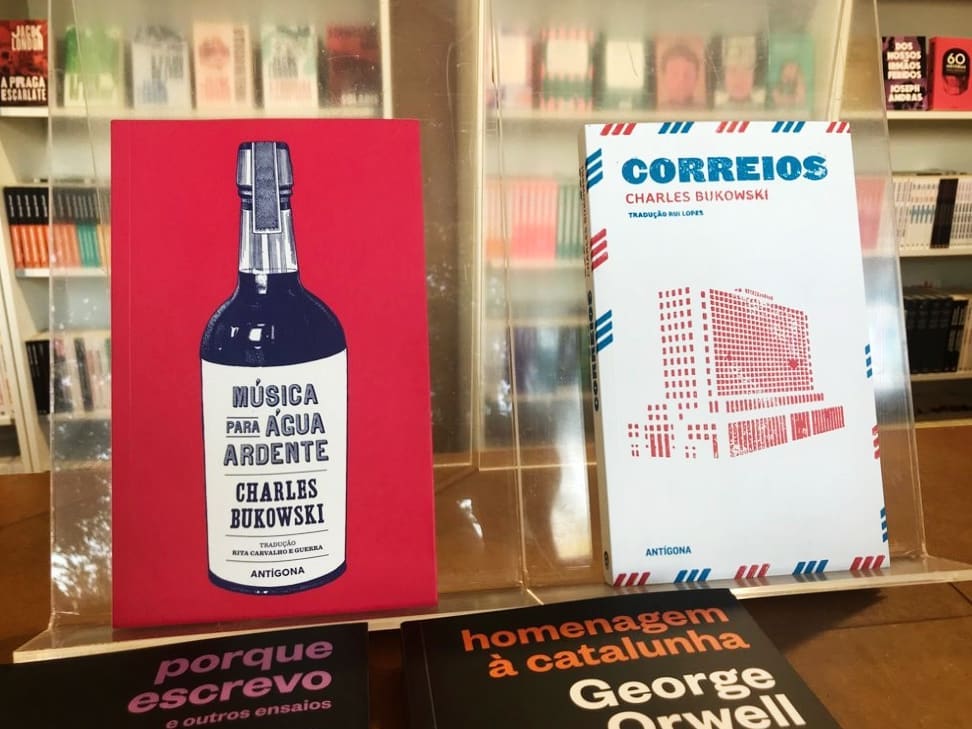 JACK
LONDON
A PRAGA
ESCARLATE
DOS
NOSSOS
IRMÃOS
FERIDOS
JOSEPH
ANDRAS
60
MÚSICA
PARA ÁGUA
ARDENTE
CHARLES
BUKOWSKI
TRADUÇÃO
RITA CARVALHO E GUERRA
ANTÍGONA
CORREIOS
CHARLES BUKOWSKI
TRADUÇÃO RUI LOPES
ANTÍGONA
porque
escrevo
e outros ensaios
homenagem
à catalunha
George
Orwell